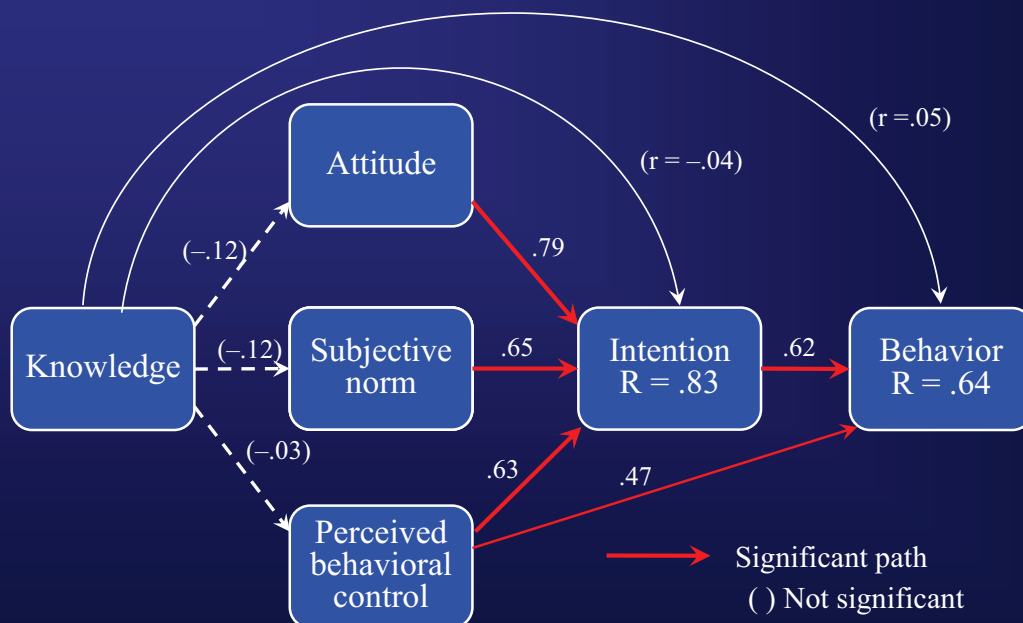 (r =.05)
(r = –.04)
Attitude
(–.12)
.79
Knowledge
(–.12)
Subjective
norm
.65
Intention
R = .83
.62
Behavior
R = .64
(–.03)
.63
.47
Perceived
behavioral
control
Significant path
( ) Not significant